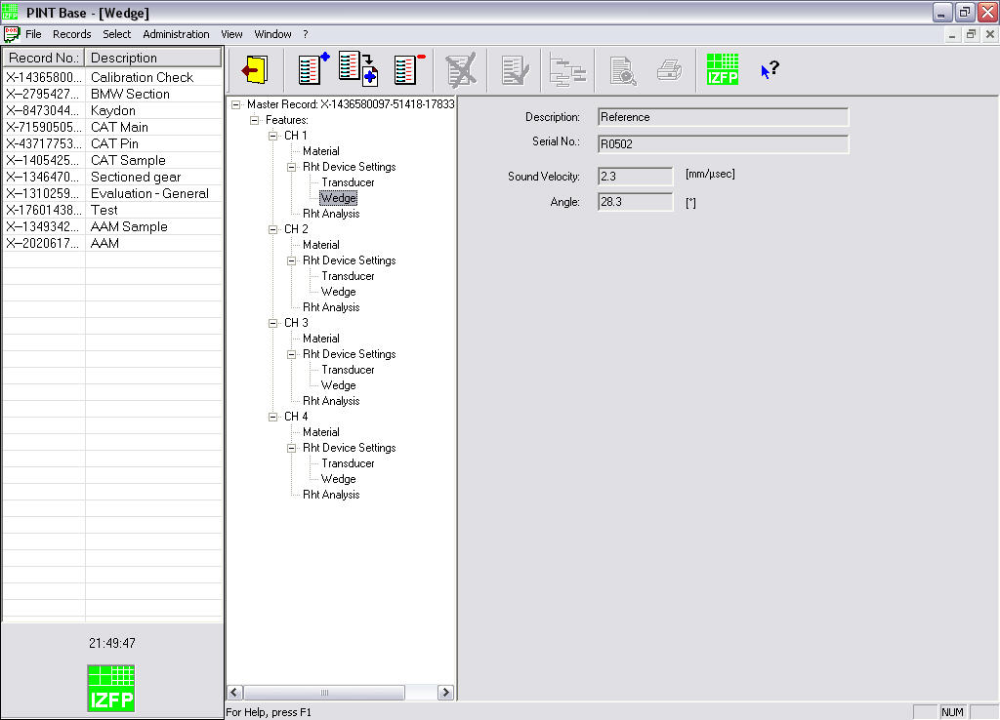 IZFP PINT Base - [Wedge]
File Records Select Administration View Window ?
Record No.: Description
X-14365800... Calibration Check
X--2795427... BMW Section
X--8473044... Kaydon
X-71590505... CAT Main
X-43717753... CAT Pin
X--1405425... CAT Sample
X--1346470... Sectioned gear
X--1310259... Evaluation - General
X-17601438... Test
X--1349342... AAM Sample
X--2020617... AAM
21:49:47
IZFP
IZFP
?
Master Record: X-1436580097-51418-17833
Features:
CH 1
Material
Rht Device Settings
Transducer
Wedge
Rht Analysis
CH 2
Material
Rht Device Settings
Transducer
Wedge
Rht Analysis
CH 3
Material
Rht Device Settings
Transducer
Wedge
Rht Analysis
CH 4
Material
Rht Device Settings
Transducer
Wedge
Rht Analysis
Description: Reference
Serial No.: R0502
Sound Velocity: 2.3 [mm/µsec]
Angle: 28.3 [°]
For Help, press F1
NUM